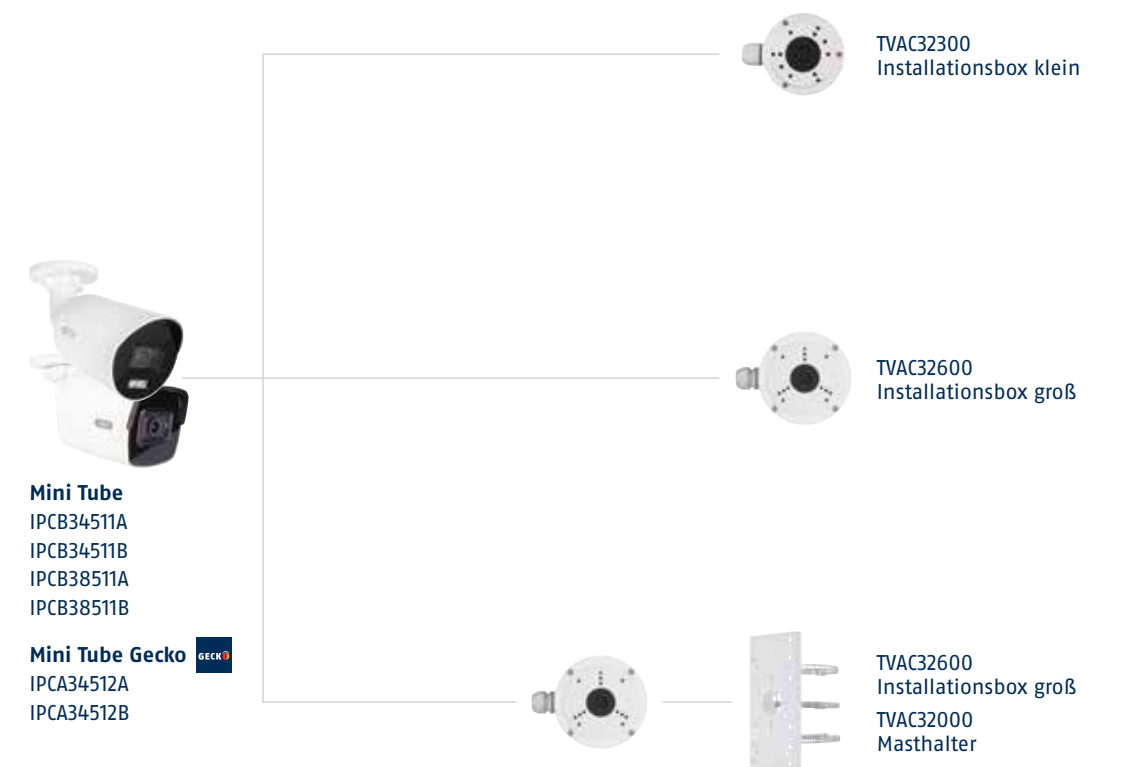 TVAC32300
Installationsbox klein
TVAC32600
Installationsbox groß
Mini Tube
IPCB34511A
IPCB34511B
IPCB38511A
IPCB38511B
Mini Tube Gecko GECKO
IPCA34512A
IPCA34512B
TVAC32600
Installationsbox groß
TVAC32000
Masthalter